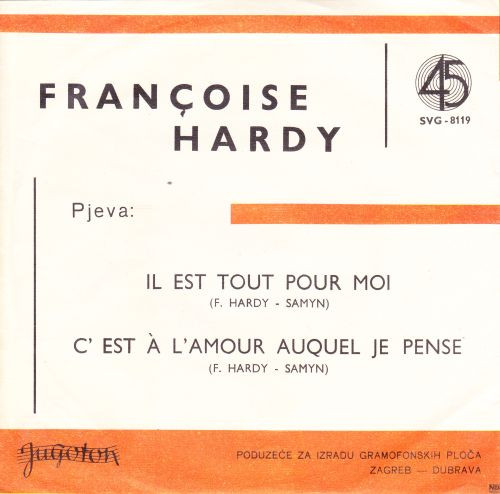 FRANÇOISE
HARDY
45
SVG - 8119
Pjeva:
IL EST TOUT POUR MOI
(F. HARDY - SAMYN)
C' EST À L'AMOUR AUQUEL JE PENSE
(F. HARDY - SAMYN)
Jugoton
PODUZEĆE ZA IZRADU GRAMOFONSKIH PLOČA
ZAGREB — DUBRAVA